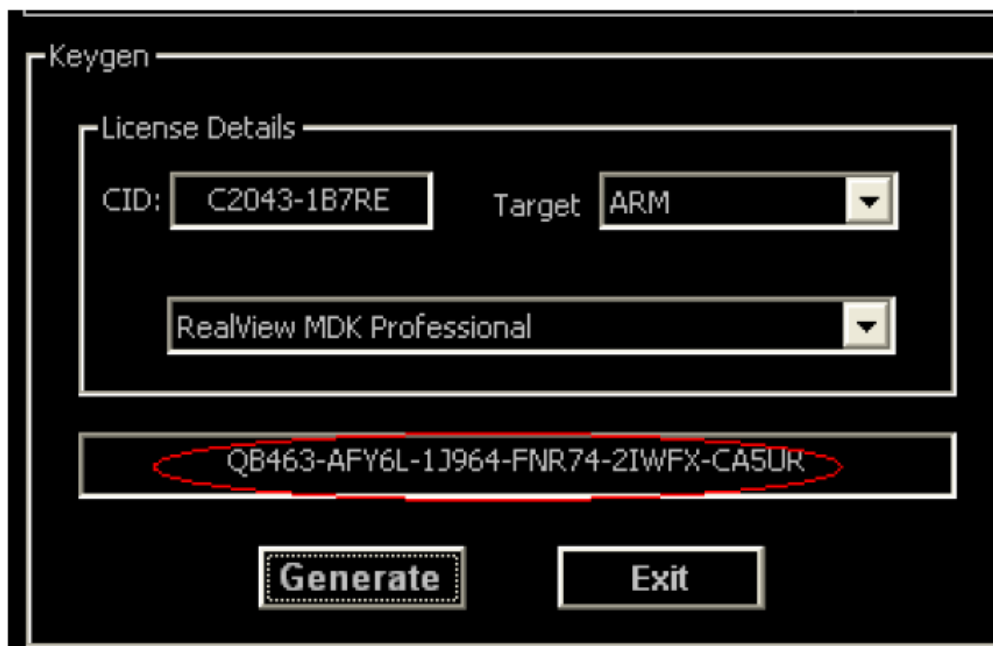 Keygen
License Details
CID: C2043-1B7RE Target ARM
RealView MDK Professional
QB463-AFY6L-1J964-FNR74-2IWFX-CA5UR
Generate Exit